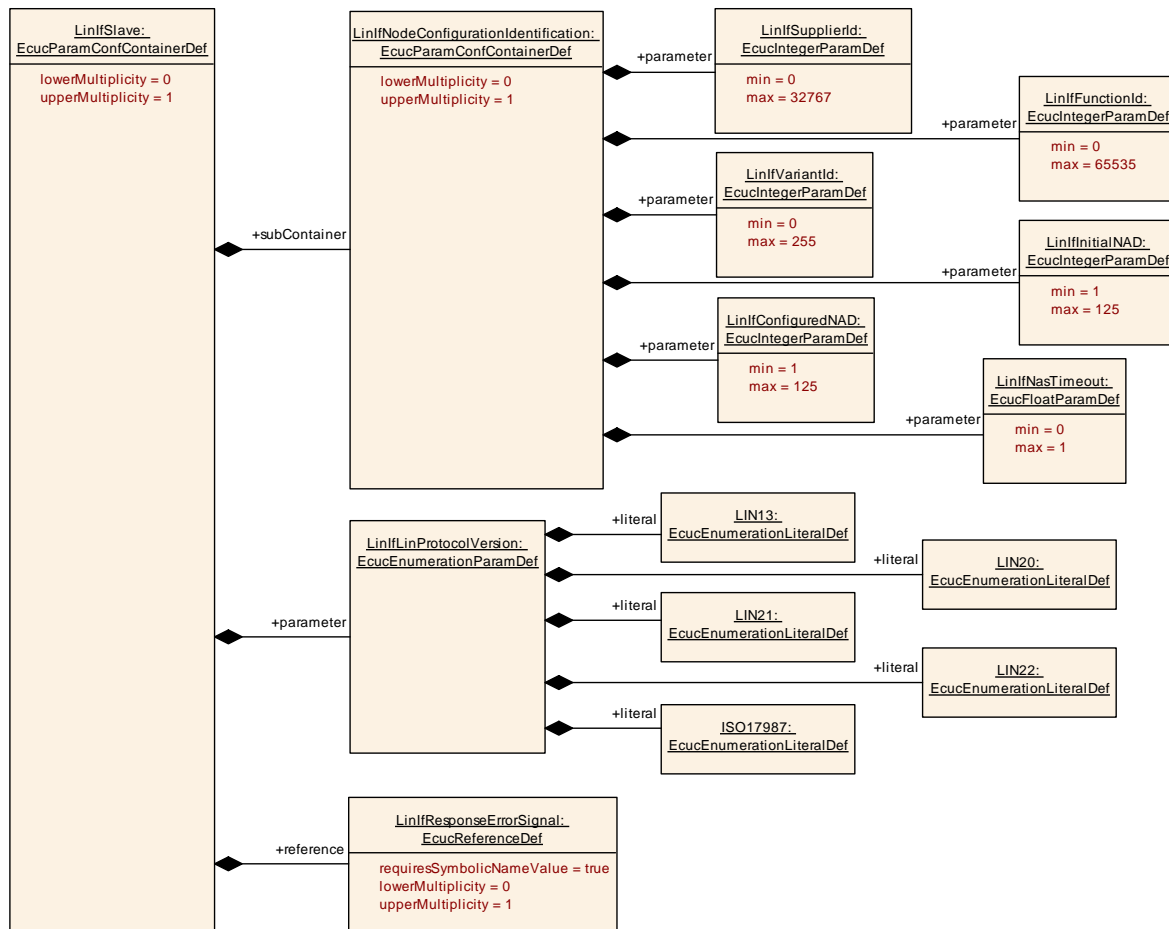 LinIfSlave:
EcucParamConfContainerDef
lowerMultiplicity = 0
upperMultiplicity = 1
+subContainer
LinIfNodeConfigurationIdentification:
EcucParamConfContainerDef
lowerMultiplicity = 0
upperMultiplicity = 1
+parameter
LinIfSupplierId:
EcucIntegerParamDef
min = 0
max = 32767
+parameter
LinIfFunctionId:
EcucIntegerParamDef
min = 0
max = 65535
+parameter
LinIfVariantId:
EcucIntegerParamDef
min = 0
max = 255
+parameter
LinIfInitialNAD:
EcucIntegerParamDef
min = 1
max = 125
+parameter
LinIfConfiguredNAD:
EcucIntegerParamDef
min = 1
max = 125
+parameter
LinIfNasTimeout:
EcucFloatParamDef
min = 0
max = 1
+parameter
LinIfLinProtocolVersion:
EcucEnumerationParamDef
+literal
LIN13:
EcucEnumerationLiteralDef
+literal
LIN20:
EcucEnumerationLiteralDef
+literal
LIN21:
EcucEnumerationLiteralDef
+literal
LIN22:
EcucEnumerationLiteralDef
+literal
ISO17987:
EcucEnumerationLiteralDef
+reference
LinIfResponseErrorSignal:
EcucReferenceDef
requiresSymbolicNameValue = true
lowerMultiplicity = 0
upperMultiplicity = 1